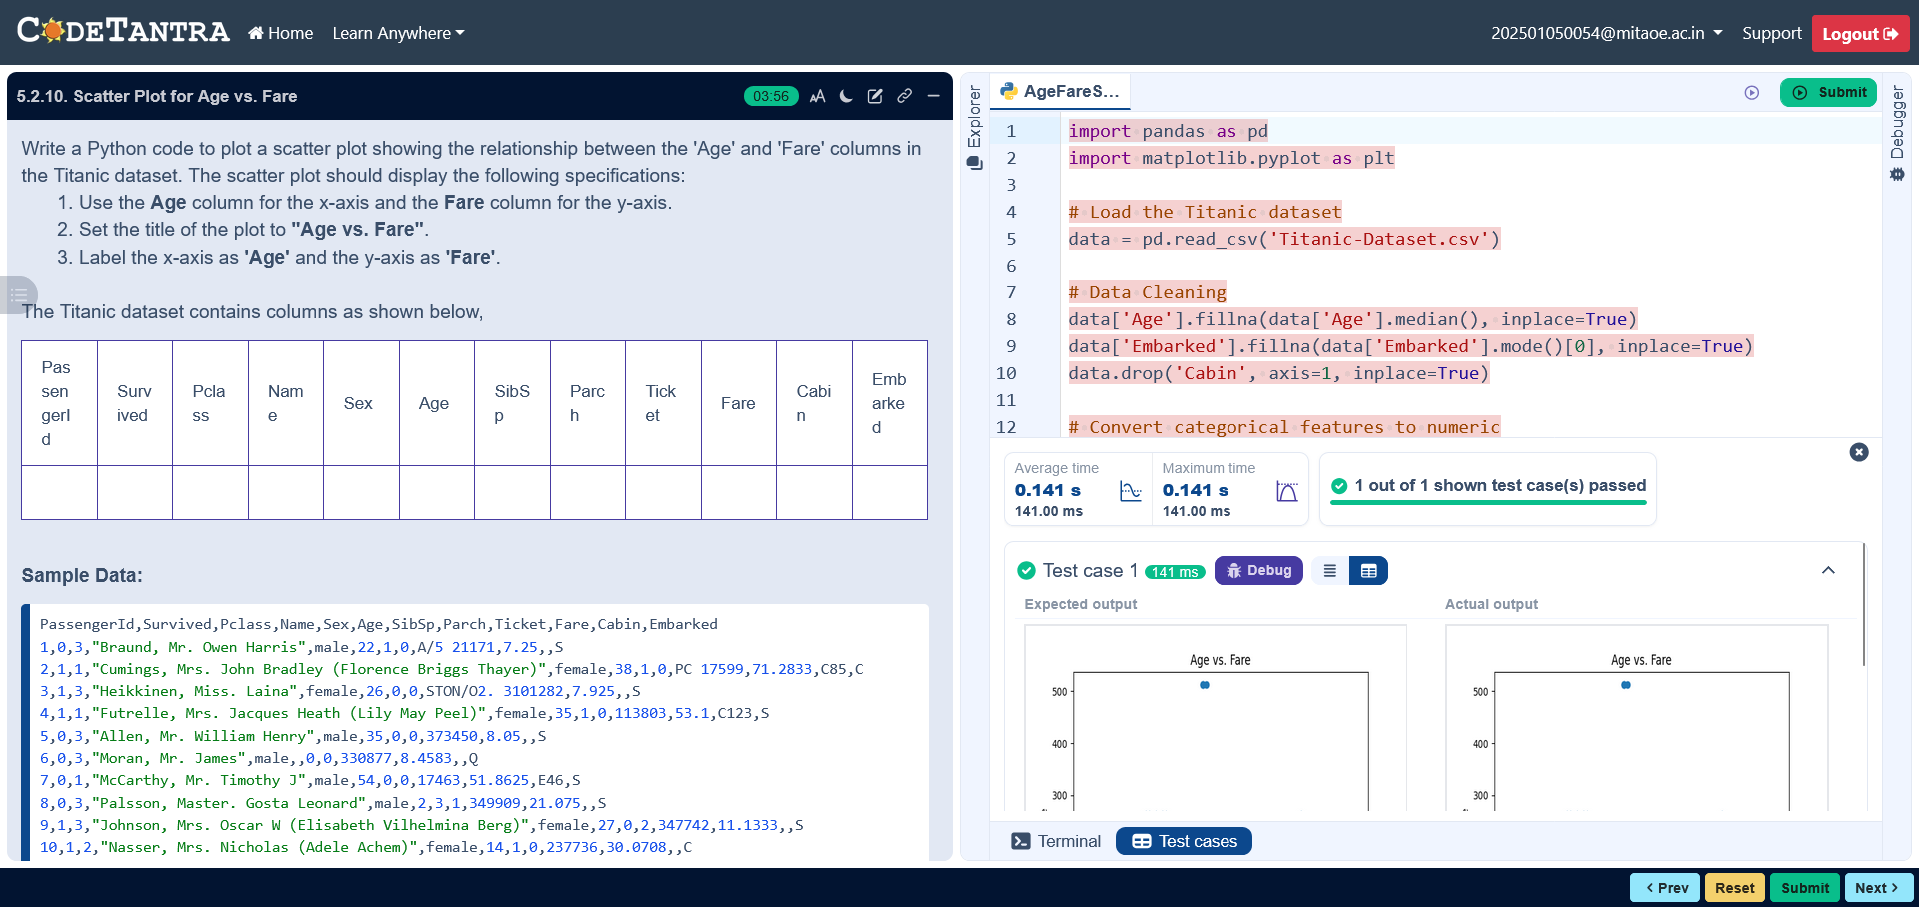 CODETANTRA Home Learn Anywhere
202501050054@mitaoe.ac.in Support Logout
5.2.10. Scatter Plot for Age vs. Fare
03:56
Write a Python code to plot a scatter plot showing the relationship between the 'Age' and 'Fare' columns in
the Titanic dataset. The scatter plot should display the following specifications:
1. Use the Age column for the x-axis and the Fare column for the y-axis.
2. Set the title of the plot to "Age vs. Fare".
3. Label the x-axis as 'Age' and the y-axis as 'Fare'.
The Titanic dataset contains columns as shown below,
Pas
sen
gerI
d
Surv
ived
Pcla
ss
Nam
e
Sex
Age
SibS
p
Parc
h
Tick
et
Fare
Cabi
n
Emb
arke
d
Sample Data:
PassengerId,Survived,Pclass,Name,Sex,Age,SibSp,Parch,Ticket,Fare,Cabin,Embarked
1,0,3,"Braund, Mr. Owen Harris",male,22,1,0,A/5 21171,7.25,,S
2,1,1,"Cumings, Mrs. John Bradley (Florence Briggs Thayer)",female,38,1,0,PC 17599,71.2833,C85,C
3,1,3,"Heikkinen, Miss. Laina",female,26,0,0,STON/O2. 3101282,7.925,,S
4,1,1,"Futrelle, Mrs. Jacques Heath (Lily May Peel)",female,35,1,0,113803,53.1,C123,S
5,0,3,"Allen, Mr. William Henry",male,35,0,0,373450,8.05,,S
6,0,3,"Moran, Mr. James",male,,0,0,330877,8.4583,,Q
7,0,1,"McCarthy, Mr. Timothy J",male,54,0,0,17463,51.8625,E46,S
8,0,3,"Palsson, Master. Gosta Leonard",male,2,3,1,349909,21.075,,S
9,1,3,"Johnson, Mrs. Oscar W (Elisabeth Vilhelmina Berg)",female,27,0,2,347742,11.1333,,S
10,1,2,"Nasser, Mrs. Nicholas (Adele Achem)",female,14,1,0,237736,30.0708,,C
Explorer
AgeFareS...
Submit
Debugger
1 import pandas as pd
2 import matplotlib.pyplot as plt
3
4 # Load the Titanic dataset
5 data = pd.read_csv('Titanic-Dataset.csv')
6
7 # Data Cleaning
8 data['Age'].fillna(data['Age'].median(), inplace=True)
9 data['Embarked'].fillna(data['Embarked'].mode()[0], inplace=True)
10 data.drop('Cabin', axis=1, inplace=True)
11
12 # Convert categorical features to numeric
Average time
0.141 s
141.00 ms
Maximum time
0.141 s
141.00 ms
1 out of 1 shown test case(s) passed
Test case 1 141 ms Debug
Expected output
Age vs. Fare
500
400
300
Actual output
Age vs. Fare
500
400
300
Terminal Test cases
Prev Reset Submit Next